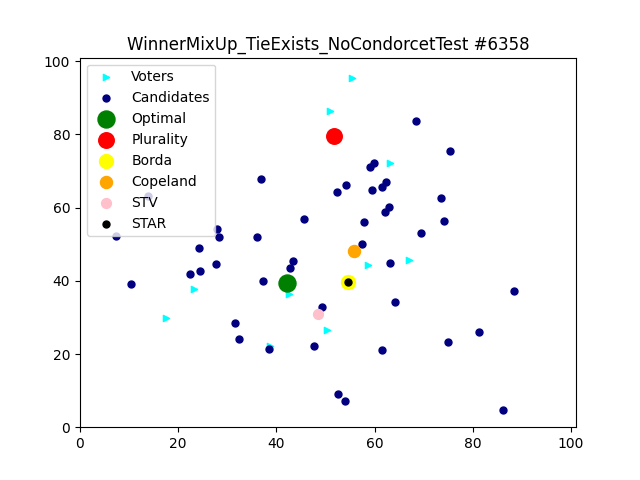 WinnerMixUp_TieExists_NoCondorcetTest #6358
100
80
60
40
20
0
Voters
Candidates
Optimal
Plurality
Borda
Copeland
STV
STAR
0 20 40 60 80 100